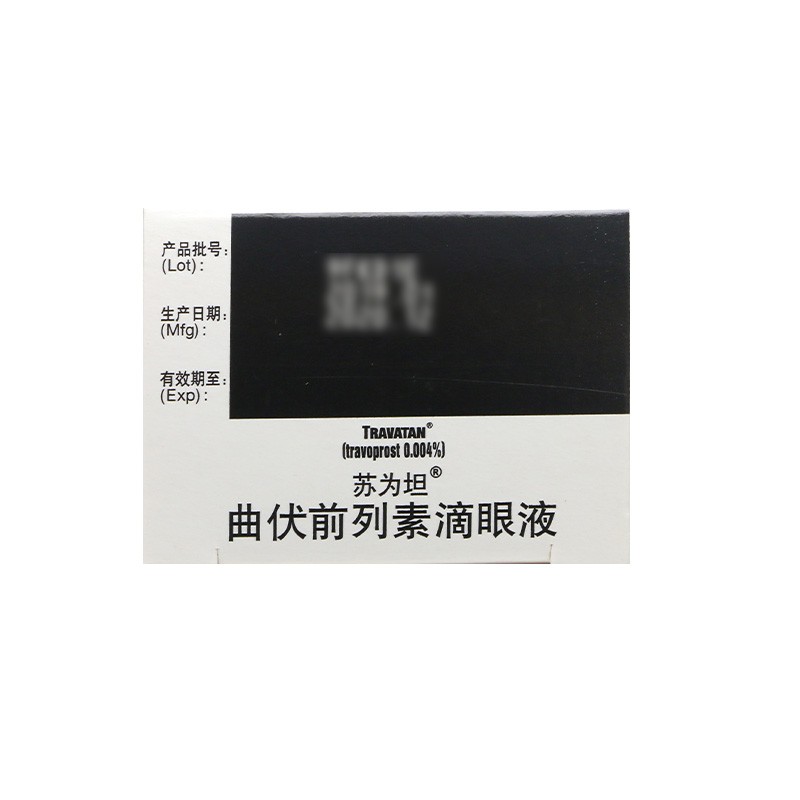 产品批号：
(Lot)：
生产日期：
(Mfg)：
有效期至：
(Exp)：
TRAVATAN®
(travoprost 0.004%)
苏为坦®
曲伏前列素滴眼液